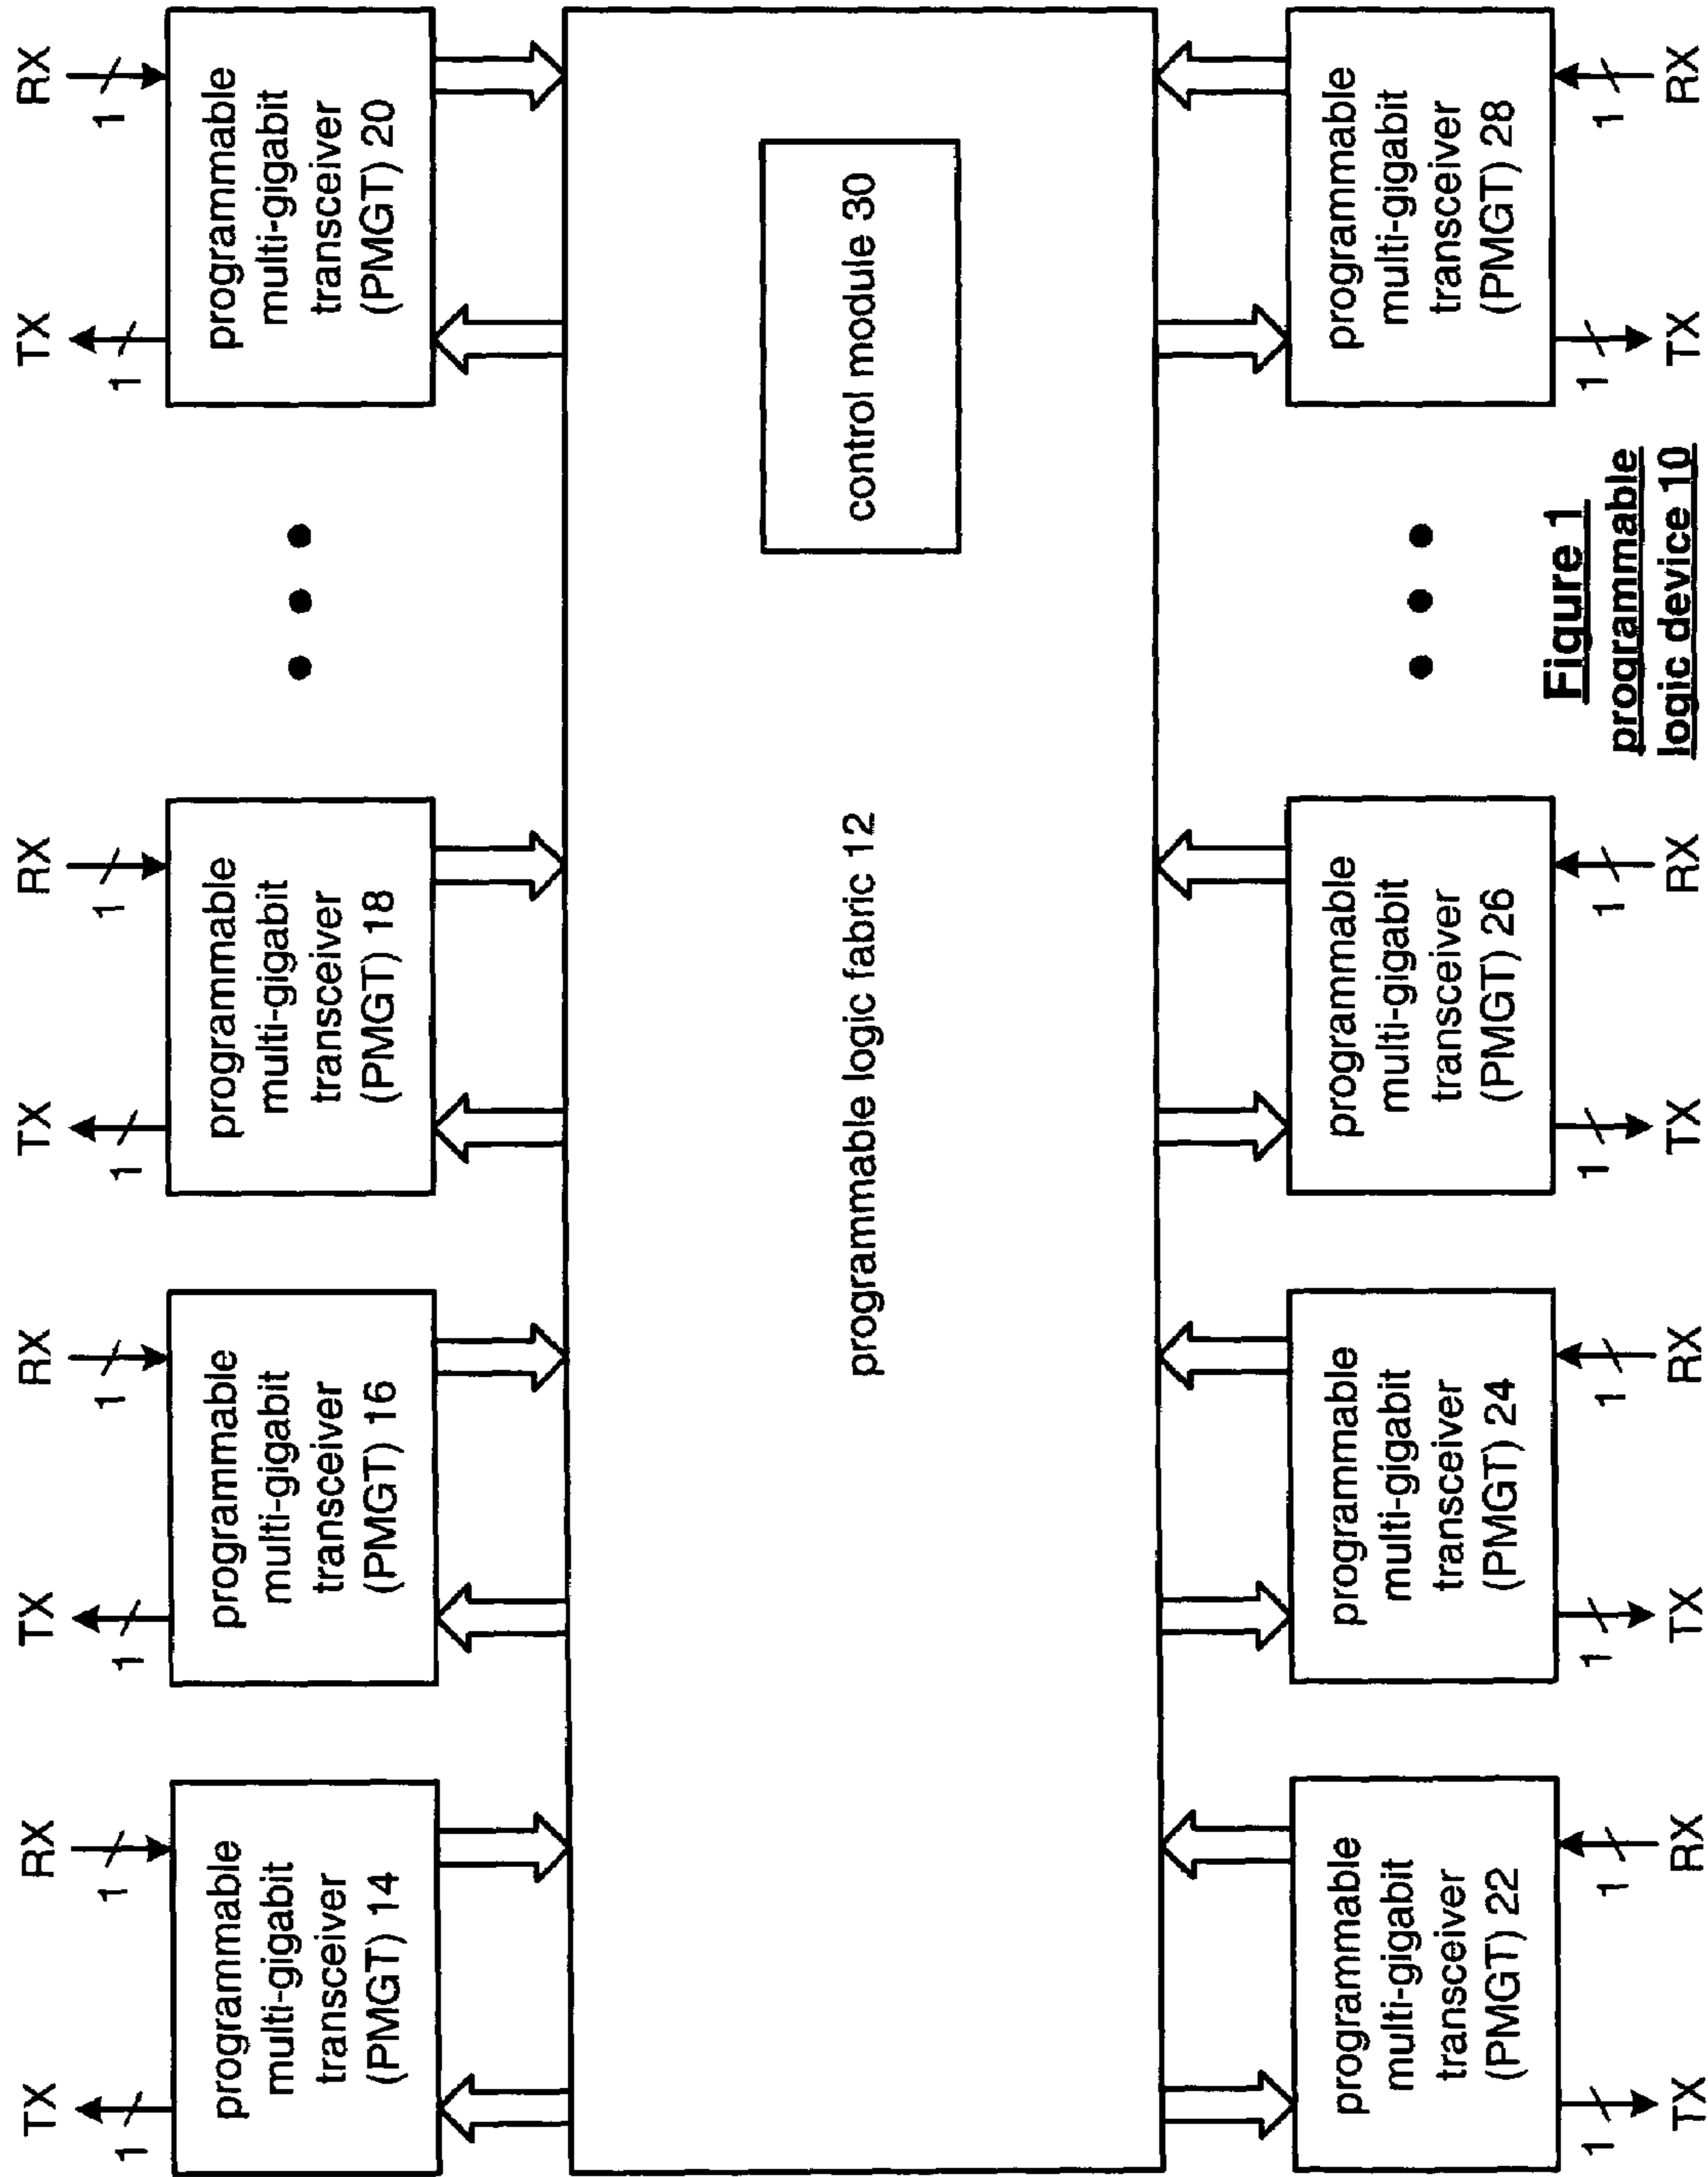 TX
RX
TX
RX
TX
RX
TX
RX
1
1
1
1
1
1
1
1
programmable
multi-gigabit
transceiver
(PMGT) 14
programmable
multi-gigabit
transceiver
(PMGT) 16
programmable
multi-gigabit
transceiver
(PMGT) 18
programmable
multi-gigabit
transceiver
(PMGT) 20
programmable logic fabric 12
control module 30
programmable
multi-gigabit
transceiver
(PMGT) 22
programmable
multi-gigabit
transceiver
(PMGT) 24
programmable
multi-gigabit
transceiver
(PMGT) 26
programmable
multi-gigabit
transceiver
(PMGT) 28
1
1
1
1
1
1
1
1
TX
RX
TX
RX
TX
RX
TX
RX
Figure 1
programmable
logic device 10